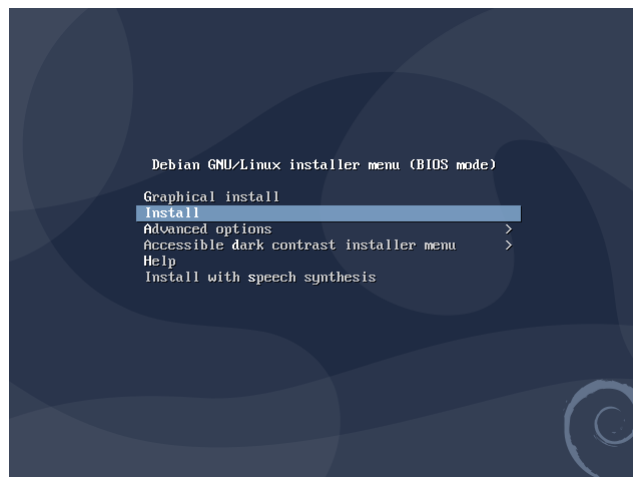 Debian GNU/Linux installer menu (BIOS mode)
Graphical install
Install
Advanced options >
Accessible dark contrast installer menu >
Help
Install with speech synthesis